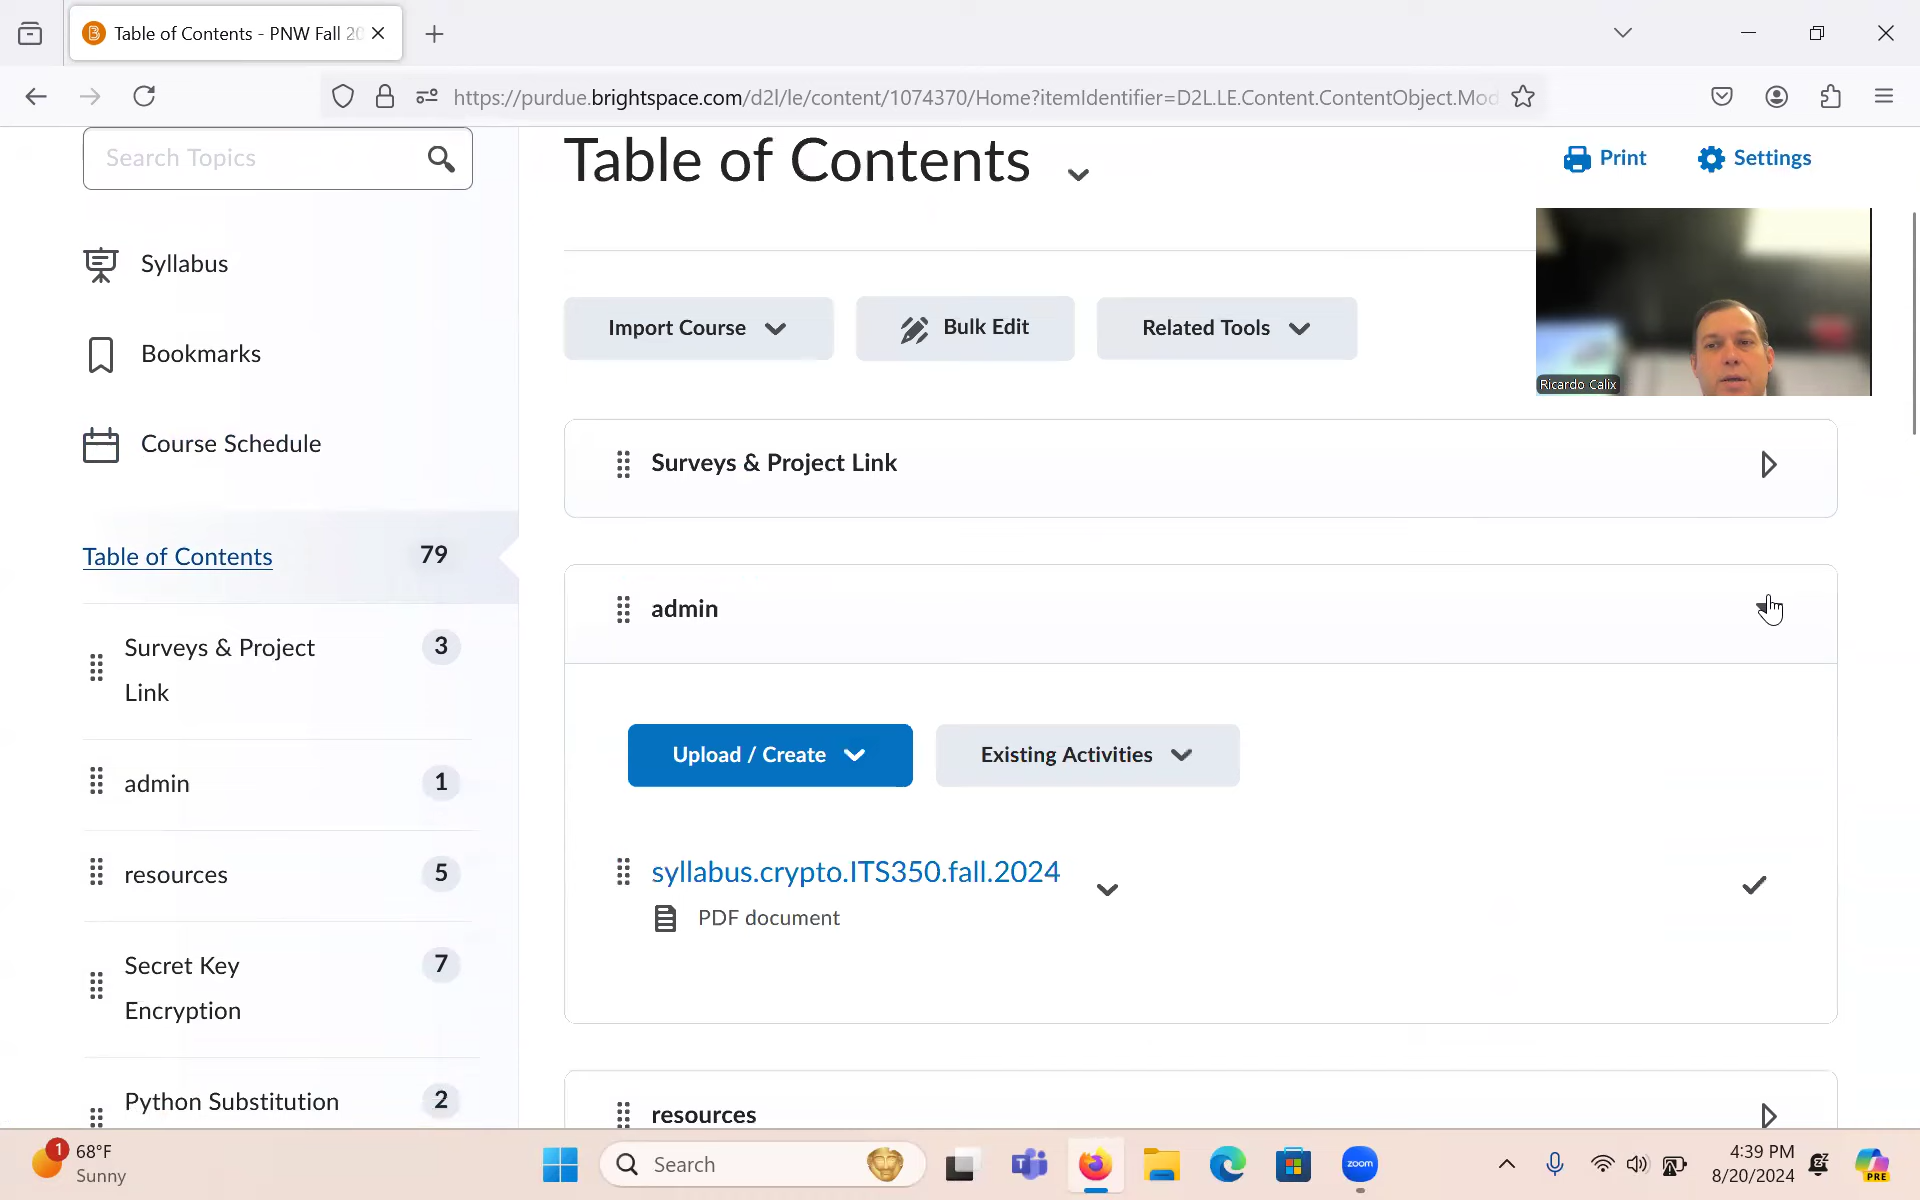 Table of Contents - PNW Fall 20
https://purdue.brightspace.com/d2l/le/content/1074370/Home?itemIdentifier=D2L.LE.Content.ContentObject.Mod
Search Topics
Syllabus
Bookmarks
Course Schedule
Table of Contents 79
Surveys & Project
Link
3
admin 1
resources 5
Secret Key
Encryption
7
Python Substitution 2
Table of Contents
Print Settings
Import Course
Bulk Edit
Related Tools
Ricardo Calix
Surveys & Project Link
admin
Upload / Create
Existing Activities
syllabus.crypto.ITS350.fall.2024
PDF document
resources
1
68°F
Sunny
Search
zoom
4:39 PM
8/20/2024
PRE